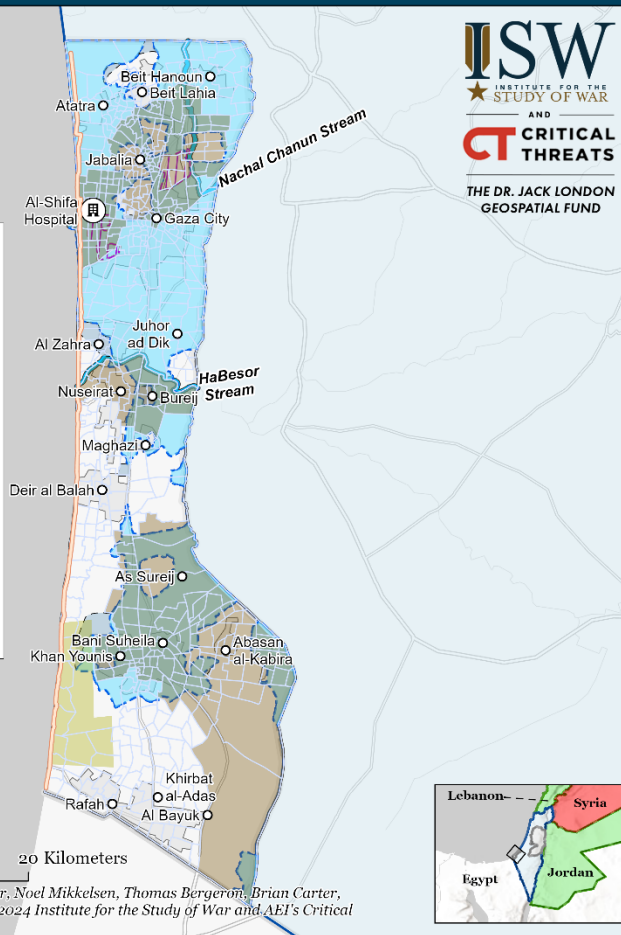 ISW
INSTITUTE FOR THE
STUDY OF WAR
AND
CT CRITICAL
THREATS
THE DR. JACK LONDON
GEOSPATIAL FUND
Beit Hanoun
Beit Lahia
Atatra
Nachal Chanun Stream
Jabalia
Al-Shifa
Hospital
Gaza City
Juhor
ad Dik
Al Zahra
HaBesor
Stream
Nuseirat
Bureij
Maghazi
Deir al Balah
As Sureij
Bani Suheila
Abasan
al-Kabira
Khan Younis
Khirbat
al-Adas
Rafah
Al Bayuk
Lebanon
Syria
Egypt
Jordan
20 Kilometers
r, Noel Mikkelsen, Thomas Bergeron, Brian Carter,
2024 Institute for the Study of War and AEI's Critical